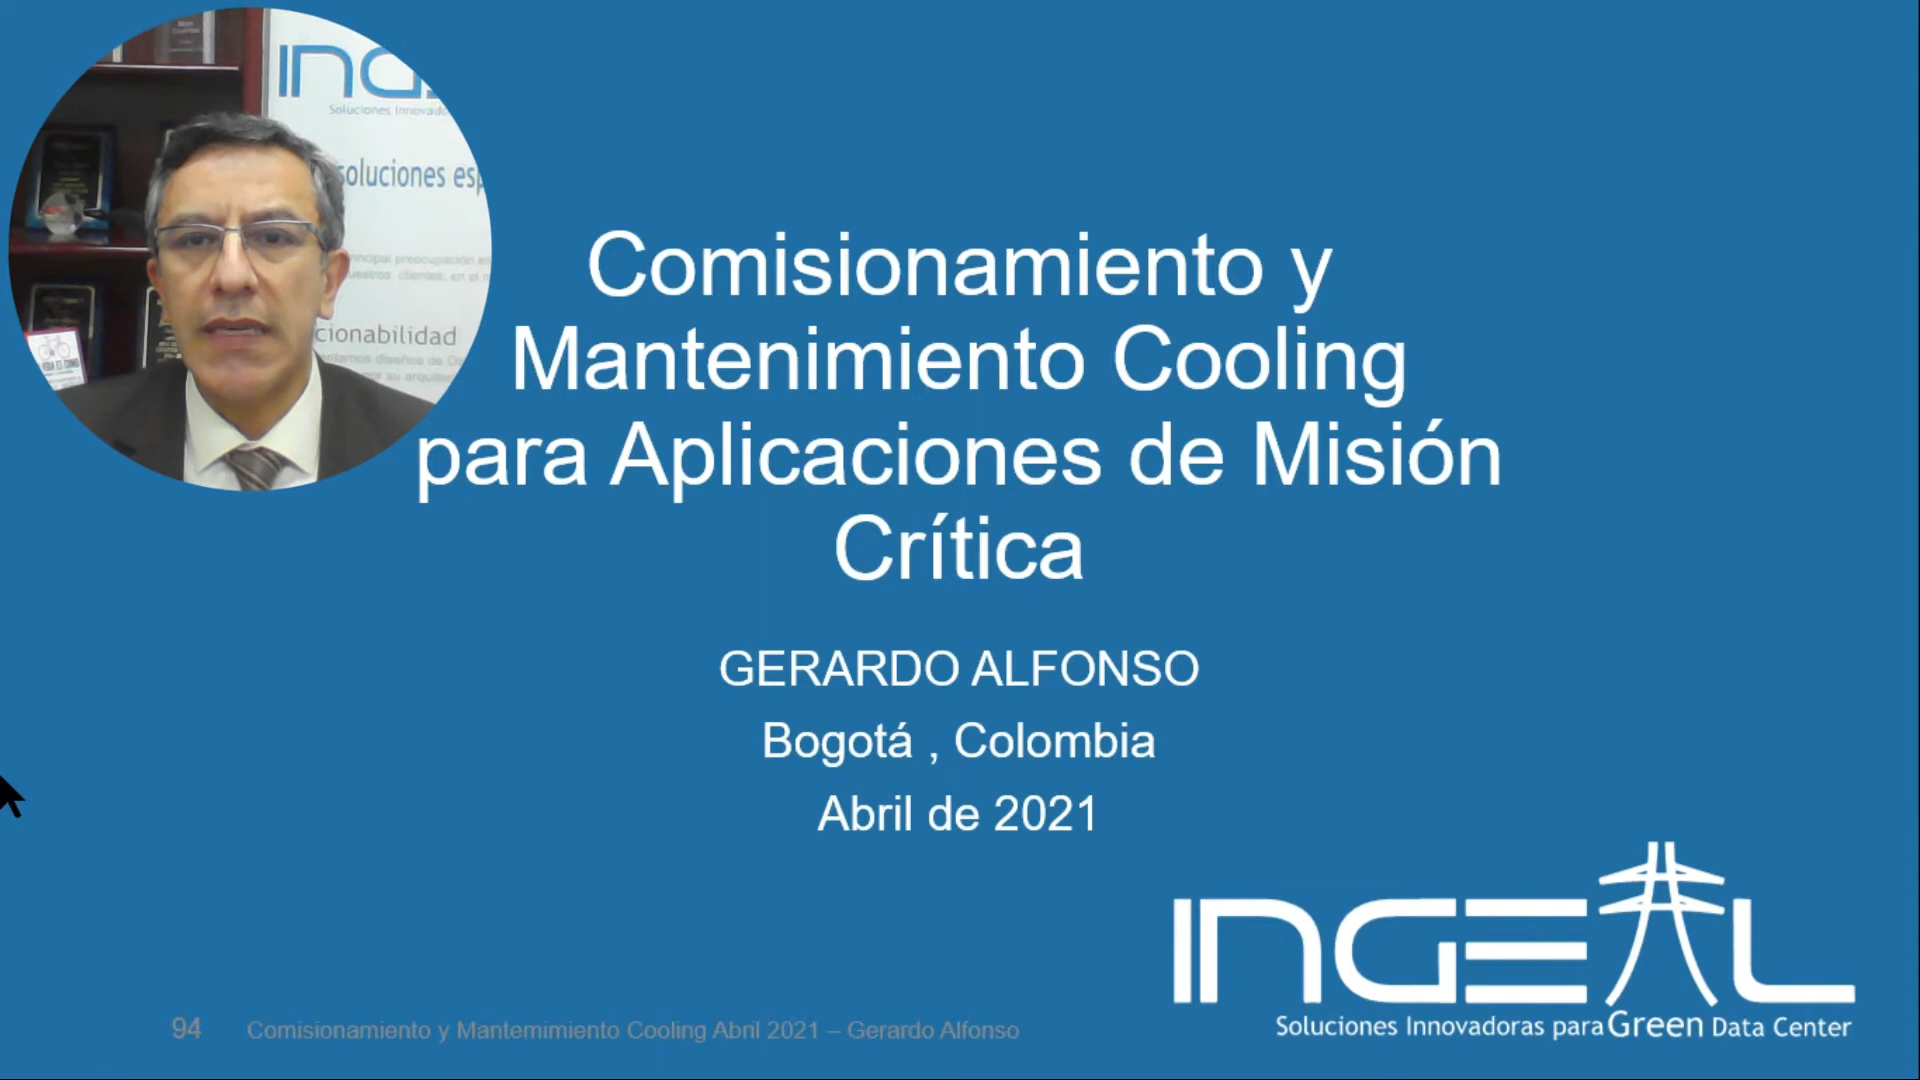 Soluciones Innovado
soluciones esp
cionabilidad
Comisionamiento y
Mantenimiento Cooling
para Aplicaciones de Misión
Crítica
GERARDO ALFONSO
Bogotá , Colombia
Abril de 2021
INGEAL
Soluciones Innovadoras para Green Data Center
94 Comisionamiento y Mantemimiento Cooling Abril 2021 – Gerardo Alfonso